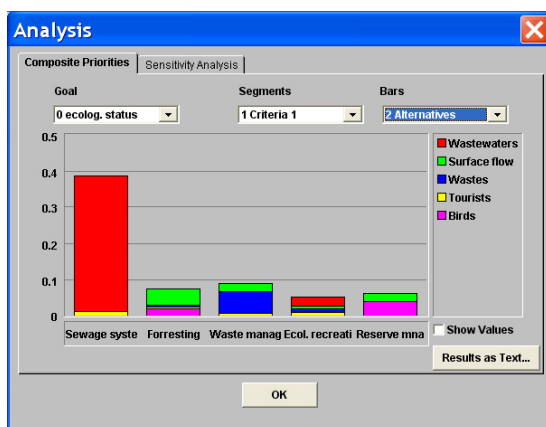 Analysis
Composite Priorities
Sensitivity Analysis
Goal
Segments
Bars
0 ecolog. status
1 Criteria 1
2 Alternatives
0.5
0.4
0.3
0.2
0.1
0
Wastewaters
Surface flow
Wastes
Tourists
Birds
Sewage syste
Forresting
Waste manag
Ecol. recreati
Reserve mna
Show Values
Results as Text...
OK